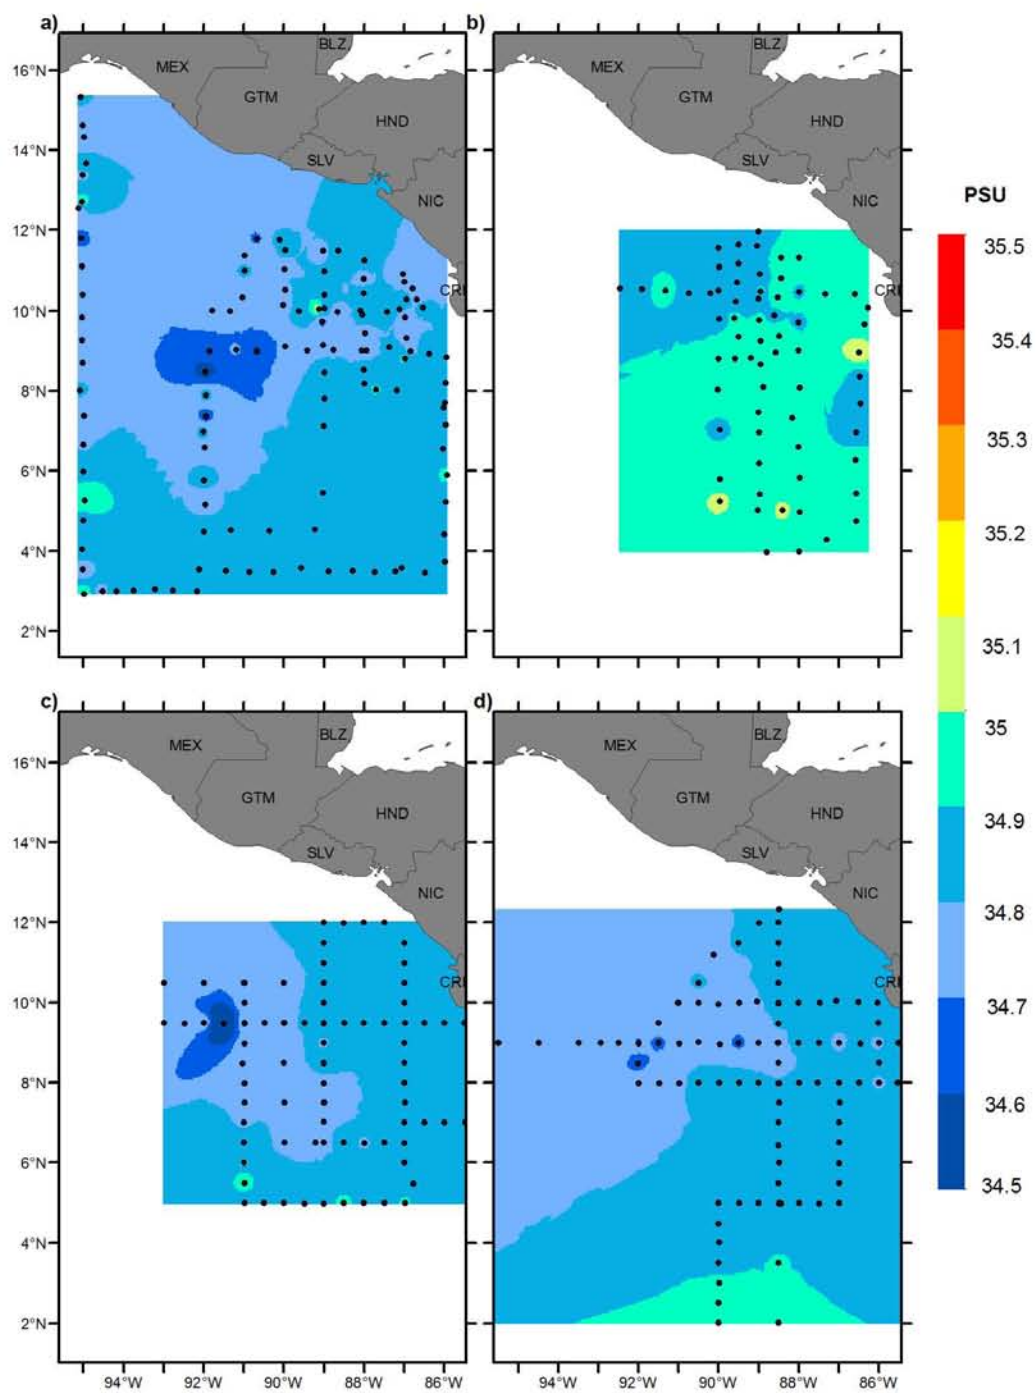 a)
b)
BLZ
MEX
GTM
HND
SLV
NIC
CRI
16°N
14°N
12°N
10°N
8°N
6°N
4°N
2°N
BLZ
MEX
GTM
HND
SLV
NIC
CRI
PSU
35.5
35.4
35.3
35.2
35.1
35
34.9
34.8
34.7
34.6
34.5
c)
d)
BLZ
MEX
GTM
HND
SLV
NIC
CRI
16°N
14°N
12°N
10°N
8°N
6°N
4°N
2°N
94°W 92°W 90°W 88°W 86°W
BLZ
MEX
GTM
HND
SLV
NIC
CRI
94°W 92°W 90°W 88°W 86°W